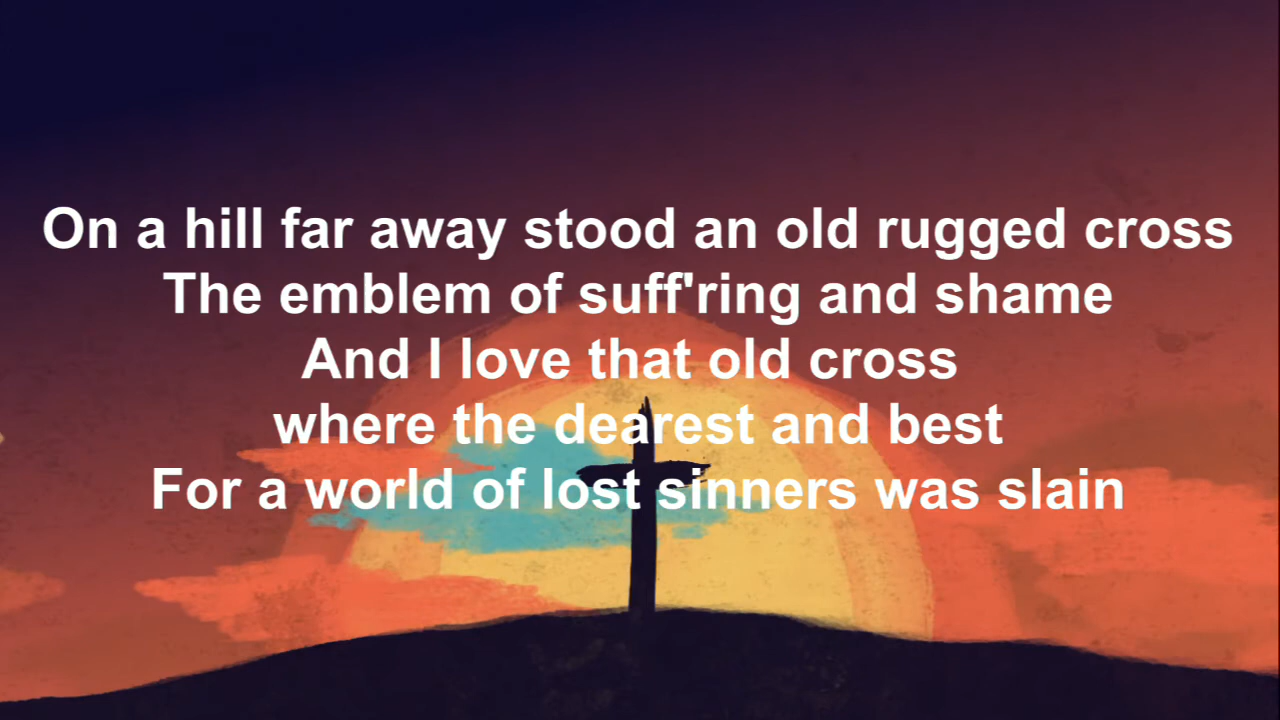 On a hill far away stood an old rugged cross
The emblem of suff'ring and shame
And I love that old cross
where the dearest and best
For a world of lost sinners was slain